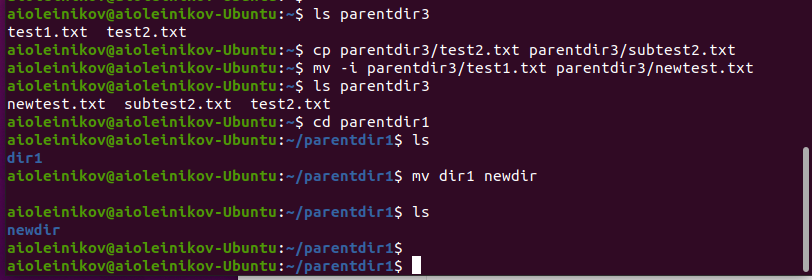 aioleinikov@aioleinikov-Ubuntu:~$ ls parentdir3
test1.txt  test2.txt
aioleinikov@aioleinikov-Ubuntu:~$ cp parentdir3/test2.txt parentdir3/subtest2.txt
aioleinikov@aioleinikov-Ubuntu:~$ mv -i parentdir3/test1.txt parentdir3/newtest.txt
aioleinikov@aioleinikov-Ubuntu:~$ ls parentdir3
newtest.txt  subtest2.txt  test2.txt
aioleinikov@aioleinikov-Ubuntu:~$ cd parentdir1
aioleinikov@aioleinikov-Ubuntu:~/parentdir1$ ls
dir1
aioleinikov@aioleinikov-Ubuntu:~/parentdir1$ mv dir1 newdir
aioleinikov@aioleinikov-Ubuntu:~/parentdir1$ ls
newdir
aioleinikov@aioleinikov-Ubuntu:~/parentdir1$
aioleinikov@aioleinikov-Ubuntu:~/parentdir1$